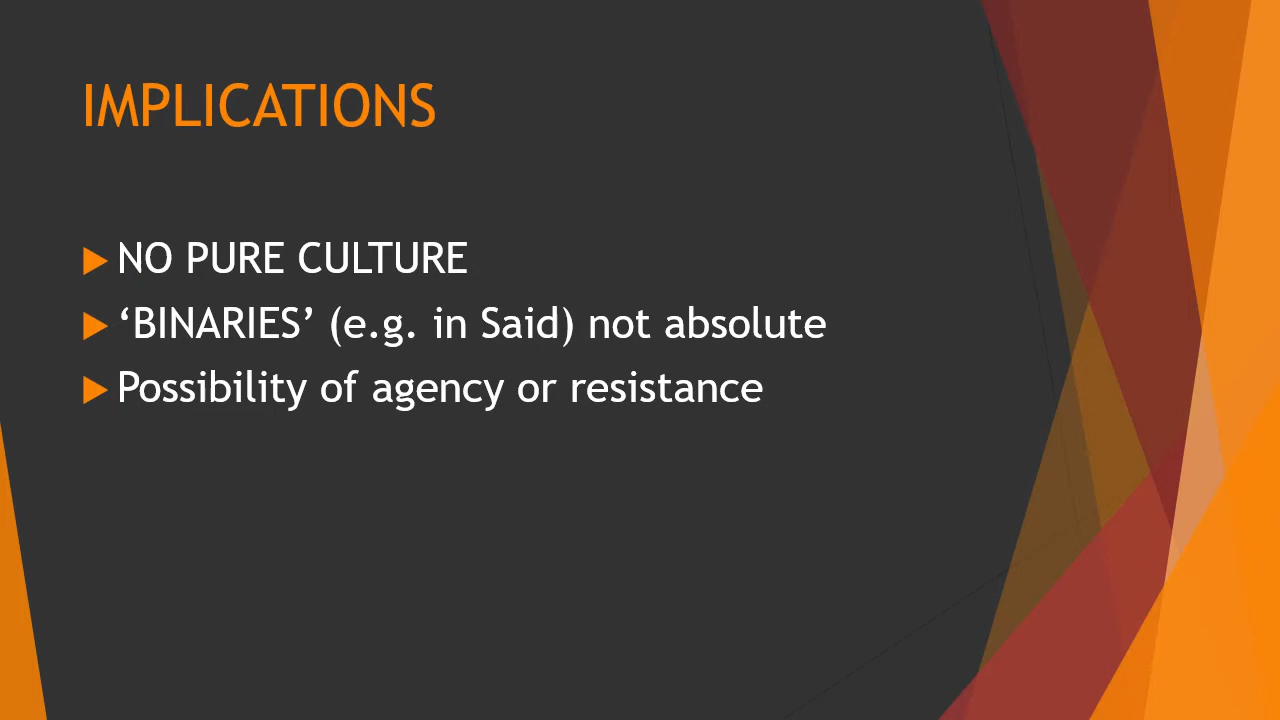 IMPLICATIONS
NO PURE CULTURE
‘BINARIES’ (e.g. in Said) not absolute
Possibility of agency or resistance